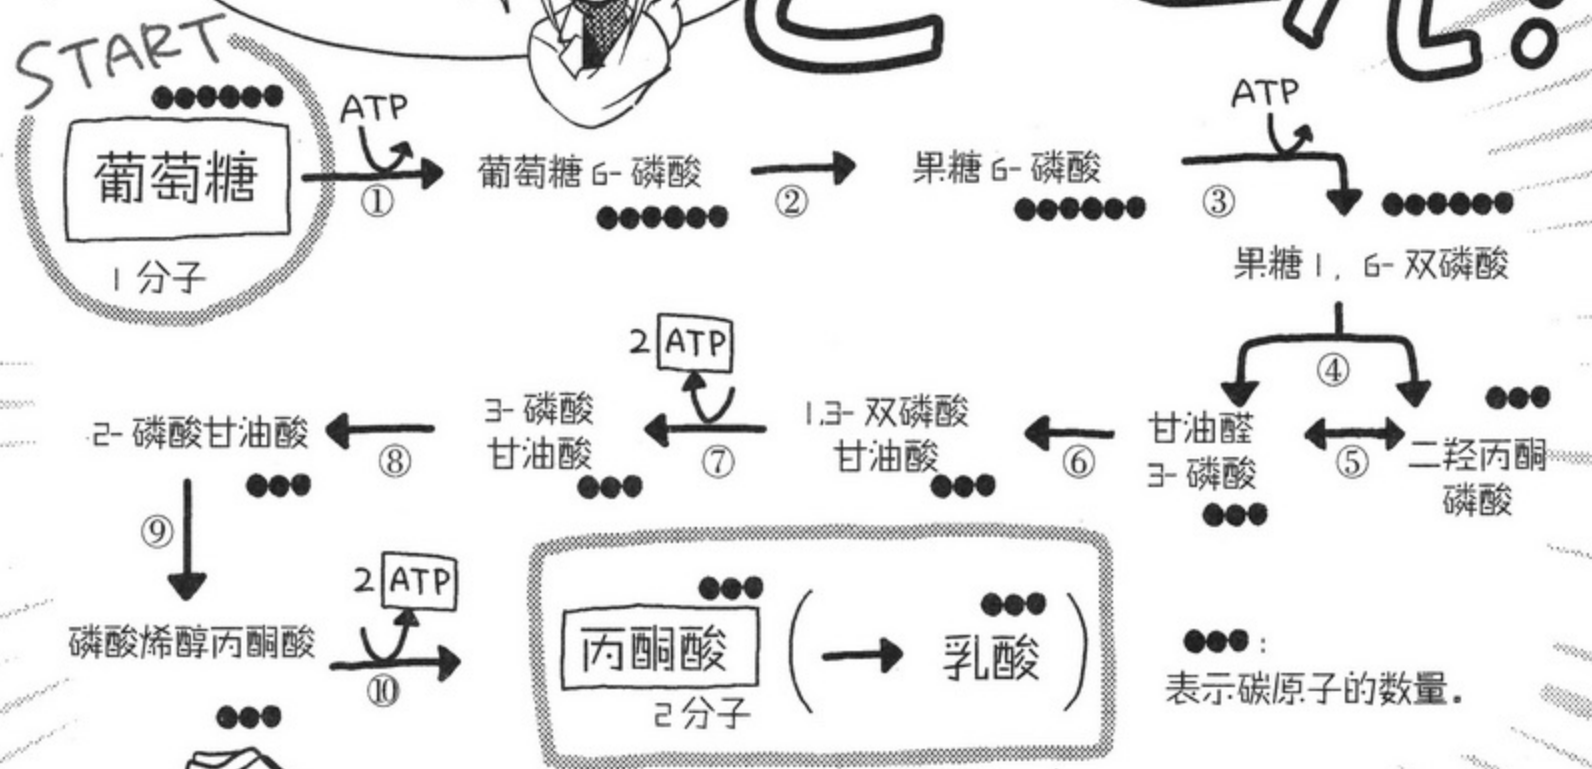 START
葡萄糖
1分子
ATP
①
葡萄糖6-磷酸
②
果糖6-磷酸
ATP
③
果糖1，6-双磷酸
④
二羟丙酮
磷酸
⑤
甘油醛
3-磷酸
⑥
1,3-双磷酸
甘油酸
2 ATP
⑦
3-磷酸
甘油酸
⑧
2-磷酸甘油酸
⑨
磷酸烯醇丙酮酸
2 ATP
⑩
丙酮酸
2分子
（→乳酸）
：
表示碳原子的数量。